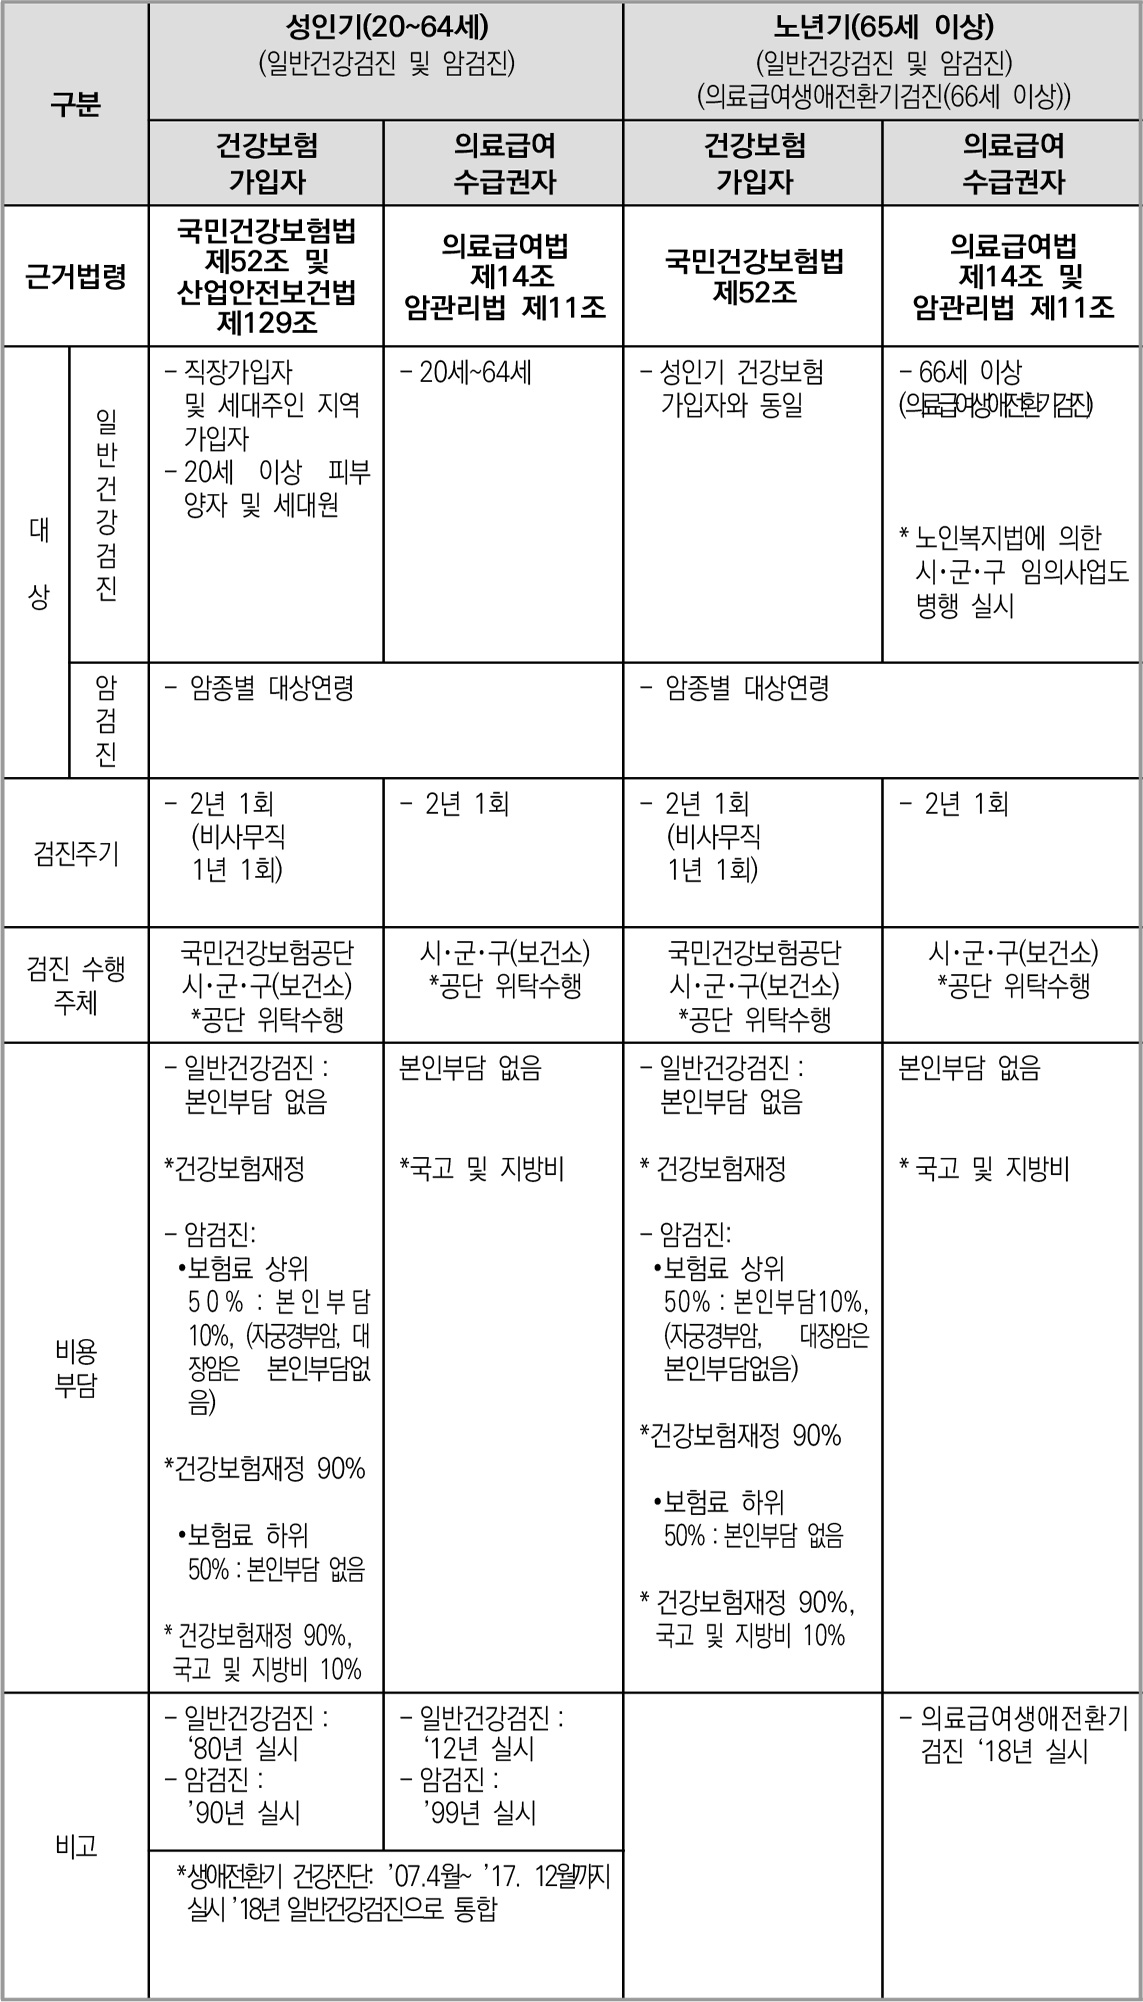 구분
성인기(20~64세)
(일반건강검진 및 암검진)
노년기(65세 이상)
(일반건강검진 및 암검진)
(의료급여생애전환기검진(66세 이상))
건강보험
가입자
의료급여
수급권자
건강보험
가입자
의료급여
수급권자
근거법령
국민건강보험법
제52조 및
산업안전보건법
제129조
의료급여법
제14조
암관리법 제11조
국민건강보험법
제52조
의료급여법
제14조 및
암관리법 제11조
대
상
일
반
건
강
검
진
– 직장가입자
및 세대주인 지역
가입자
– 20세 이상 피부
양자 및 세대원
– 20세~64세
– 성인기 건강보험
가입자와 동일
– 66세 이상
(의료급여생애전환기검진)
* 노인복지법에 의한
시·군·구 임의사업도
병행 실시
암
검
진
– 암종별 대상연령
– 암종별 대상연령
검진주기
– 2년 1회
(비사무직
1년 1회)
– 2년 1회
– 2년 1회
(비사무직
1년 1회)
– 2년 1회
검진 수행
주체
국민건강보험공단
시·군·구(보건소)
*공단 위탁수행
시·군·구(보건소)
*공단 위탁수행
국민건강보험공단
시·군·구(보건소)
*공단 위탁수행
시·군·구(보건소)
*공단 위탁수행
비용
부담
– 일반건강검진 :
본인부담 없음
*건강보험재정
– 암검진:
•보험료 상위
50% : 본인부담
10%, (자궁경부암, 대
장암은 본인부담없
음)
*건강보험재정 90%
•보험료 하위
50% : 본인부담 없음
* 건강보험재정 90%,
국고 및 지방비 10%
본인부담 없음
*국고 및 지방비
– 일반건강검진 :
본인부담 없음
* 건강보험재정
– 암검진:
•보험료 상위
50% : 본인부담10%,
(자궁경부암, 대장암은
본인부담없음)
*건강보험재정 90%
•보험료 하위
50% : 본인부담 없음
* 건강보험재정 90%,
국고 및 지방비 10%
본인부담 없음
* 국고 및 지방비
비고
– 일반건강검진 :
‘80년 실시
– 암검진 :
’90년 실시
– 일반건강검진 :
‘12년 실시
– 암검진 :
’99년 실시
– 의료급여생애전환기
검진 ‘18년 실시
*생애전환기 건강진단: ’07.4월~ ’17. 12월까지
실시 ’18년 일반건강검진으로 통합